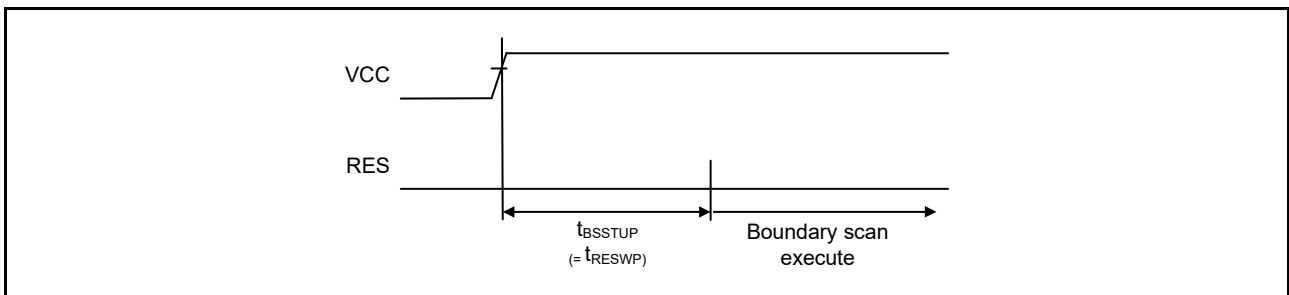 VCC
RES
tBSSTUP
(= tRESWP)
Boundary scan
execute